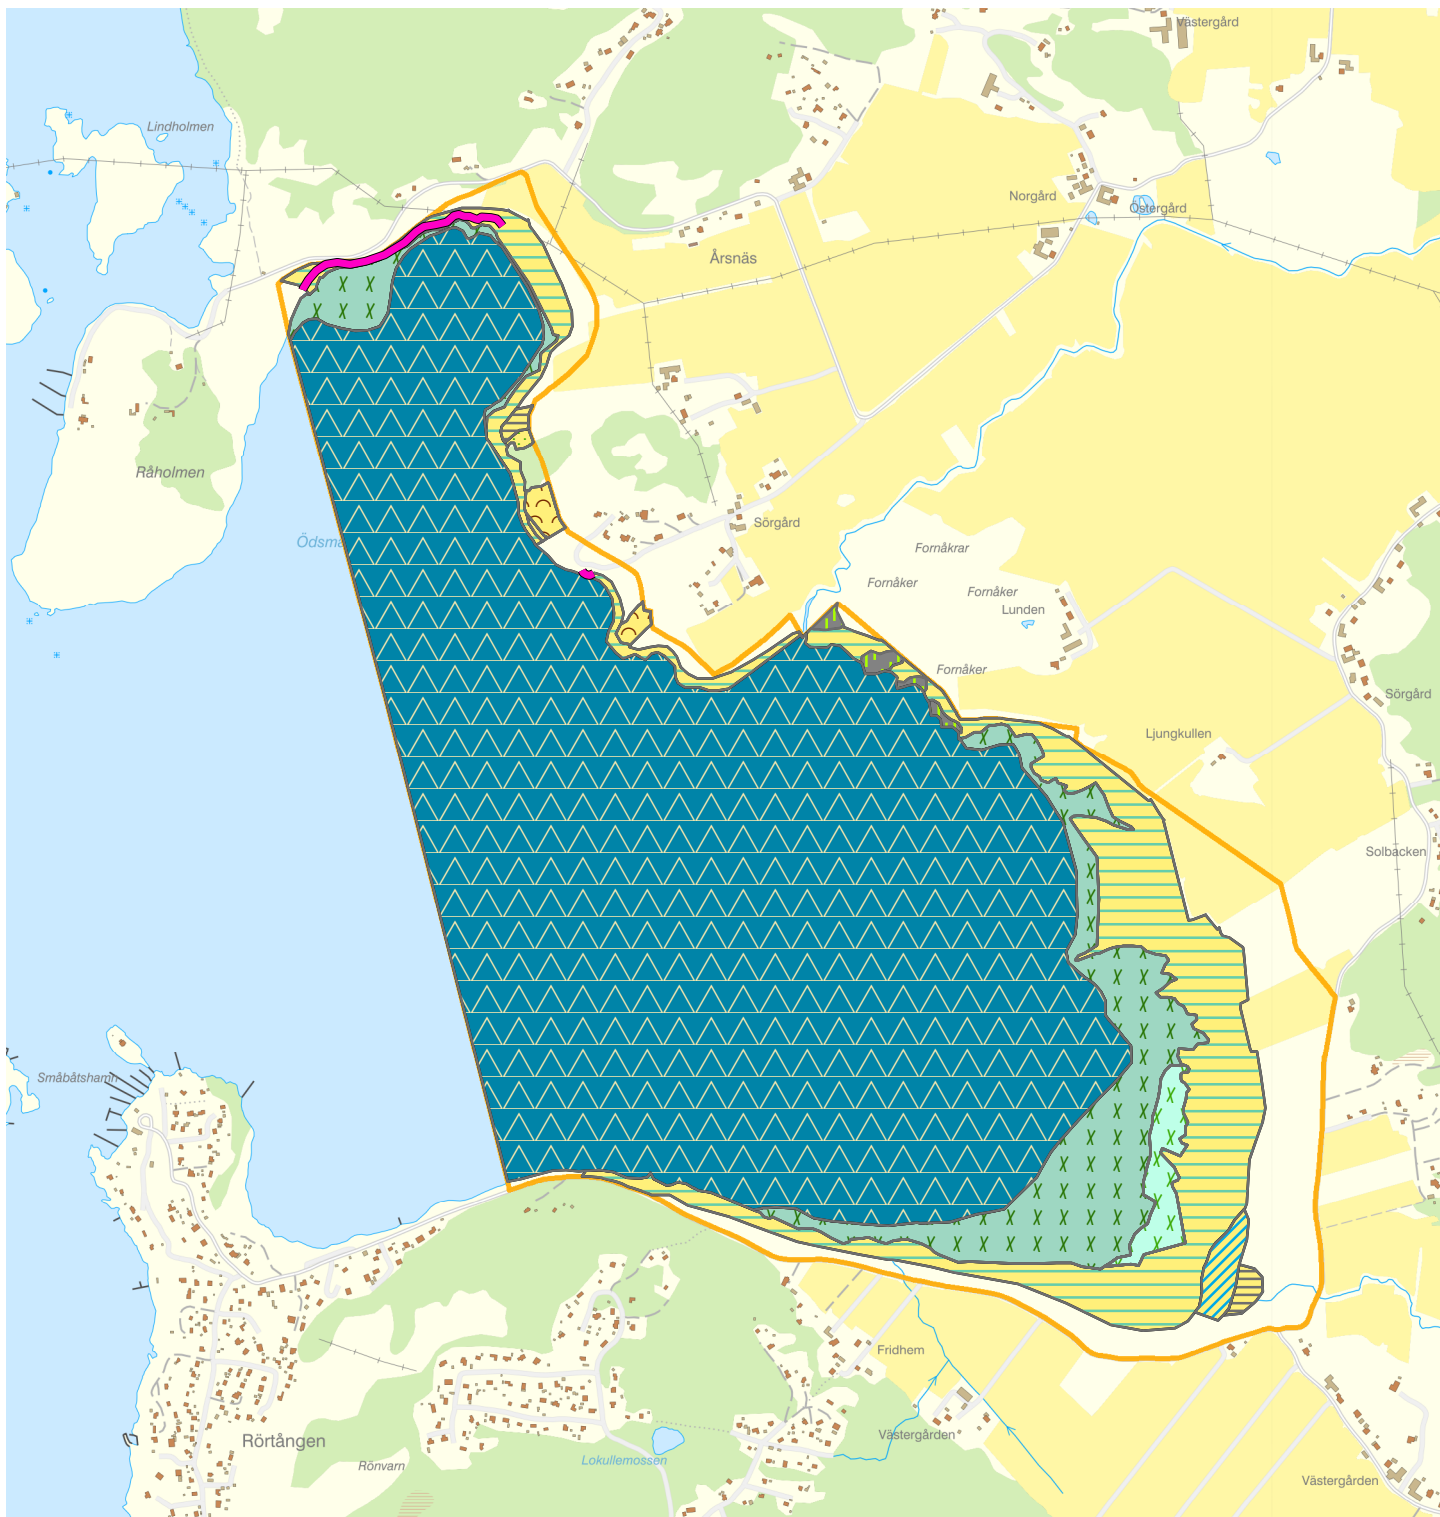 Västergård
Lindholmen
Norgård
Östergård
Årsnäs
Råholmen
Sörgård
Ödsmå
Fornåkrar
Fornåker
Fornåker
Lunden
Fornåker
Sörgård
Ljungkullen
Solbacken
Småbåtshamn
Fridhem
Västergården
Rörtången
Rönvarn
Lokullemossen
Västergården